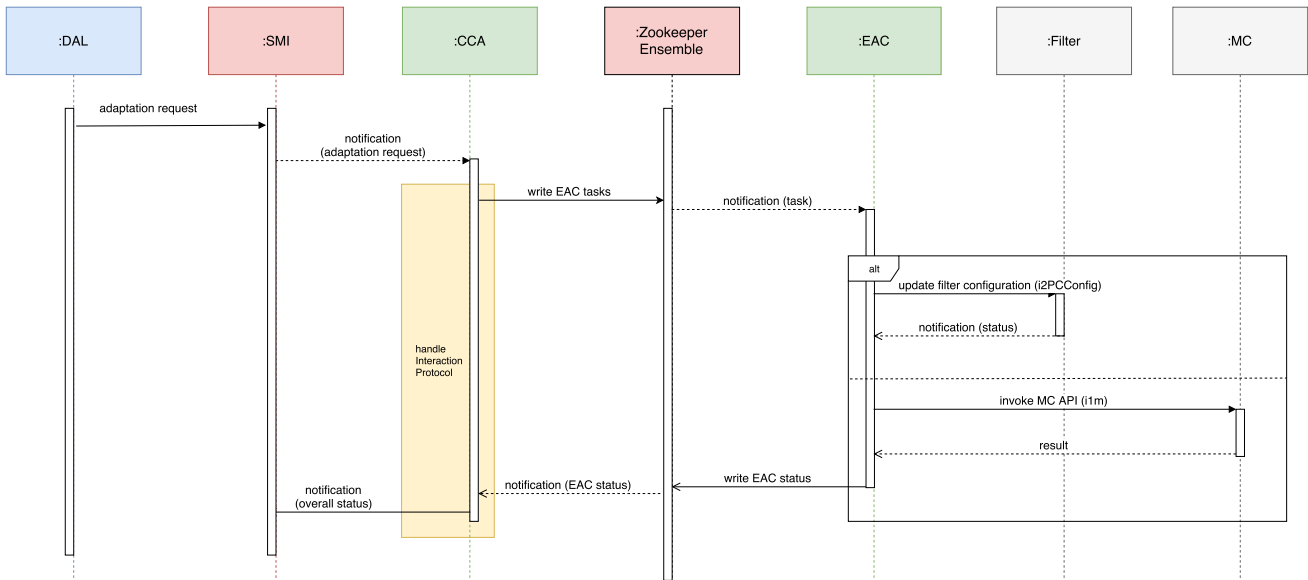 :DAL
:SMI
:CCA
:Zookeeper
Ensemble
:EAC
:Filter
:MC
adaptation request
notification
(adaptation request)
write EAC tasks
notification (task)
alt
update filter configuration (i2PCConfig)
notification (status)
handle
Interaction
Protocol
invoke MC API (i1m)
result
write EAC status
notification (EAC status)
notification
(overall status)